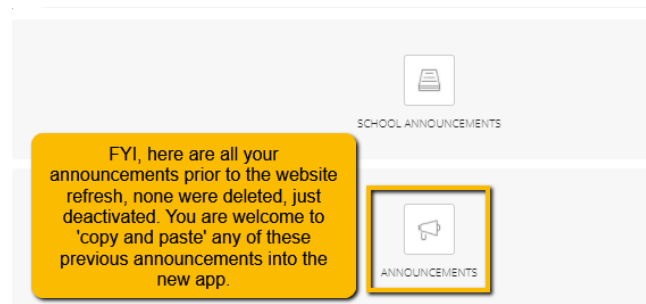 SCHOOL ANNOUNCEMENTS
FYI, here are all your
announcements prior to the website
refresh, none were deleted, just
deactivated. You are welcome to
'copy and paste' any of these
previous announcements into the
new app.
ANNOUNCEMENTS